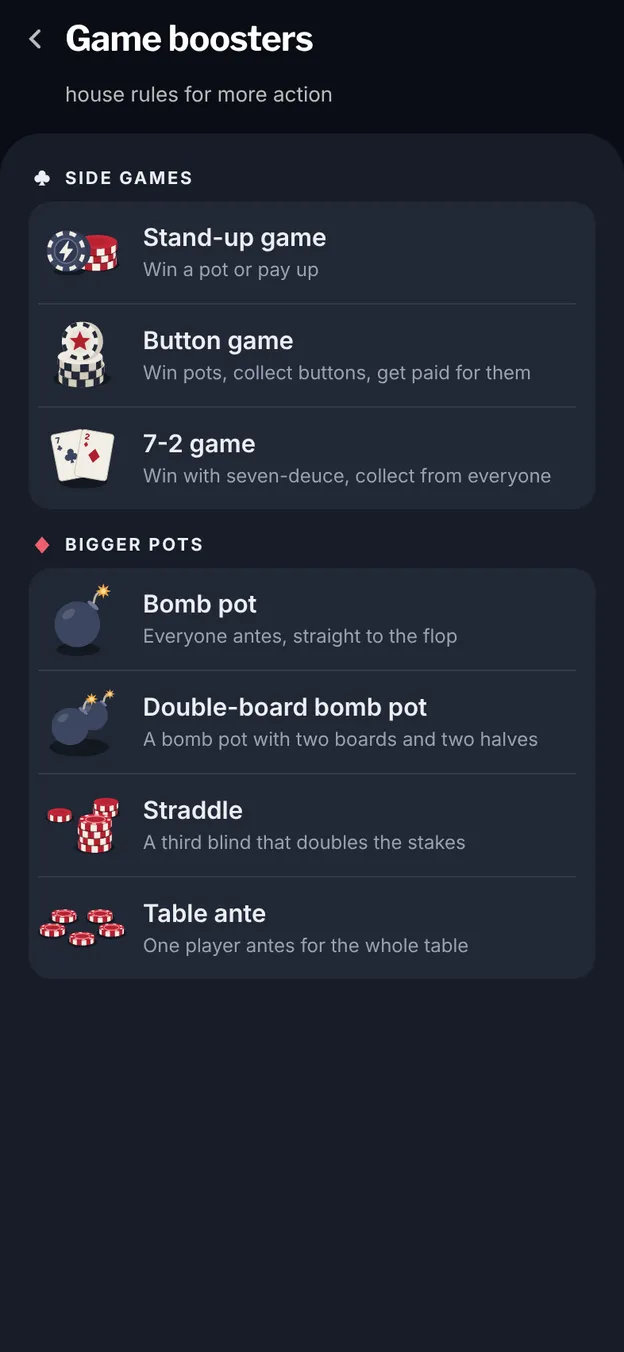 Game boosters
house rules for more action
SIDE GAMES
Stand-up game
Win a pot or pay up
Button game
Win pots, collect buttons, get paid for them
7 2
7-2 game
Win with seven-deuce, collect from everyone
BIGGER POTS
Bomb pot
Everyone antes, straight to the flop
Double-board bomb pot
A bomb pot with two boards and two halves
Straddle
A third blind that doubles the stakes
Table ante
One player antes for the whole table